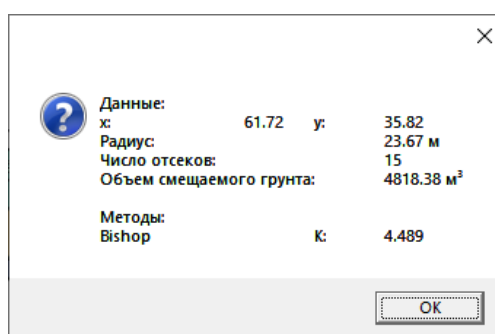 Данные:
x: 61.72 y: 35.82
Радиус: 23.67 м
Число отсеков: 15
Объем смещаемого грунта: 4818.38 м³
Методы:
Bishop K: 4.489
OK